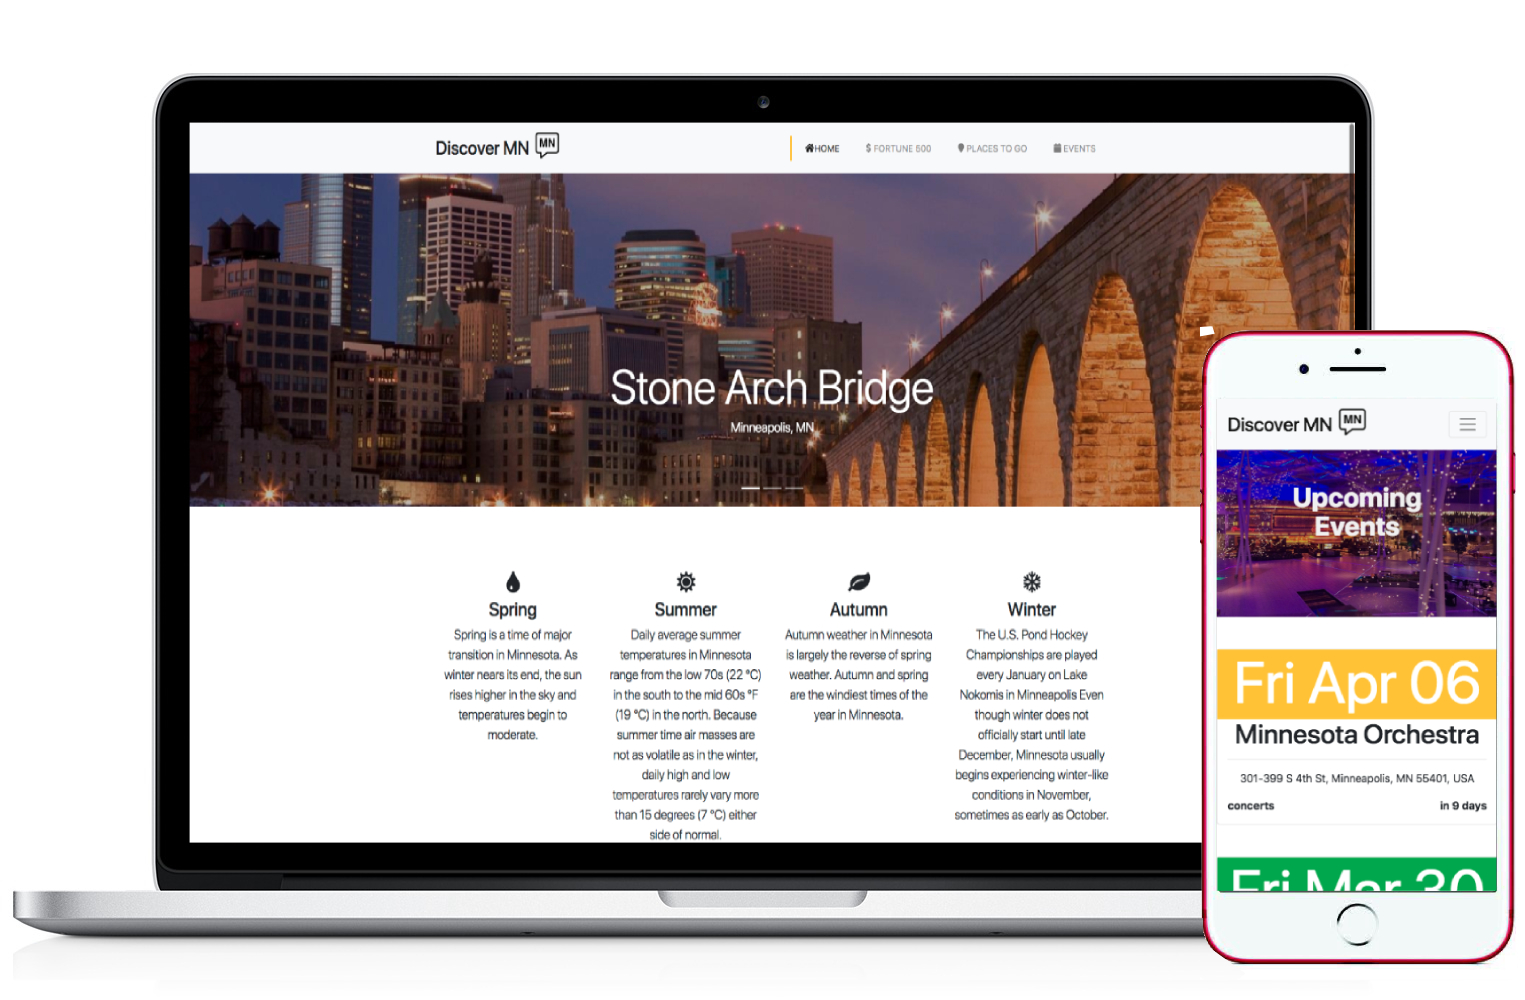 Discover MN MN
HOME
$ FORTUNE 500
PLACES TO GO
EVENTS
Stone Arch Bridge
Minneapolis, MN
Spring
Spring is a time of major
transition in Minnesota. As
winter nears its end, the sun
rises higher in the sky and
temperatures begin to
moderate.
Summer
Daily average summer
temperatures in Minnesota
range from the low 70s (22 °C)
in the south to the mid 60s °F
(19 °C) in the north. Because
summer time air masses are
not as volatile as in the winter,
daily high and low
temperatures rarely vary more
than 15 degrees (7 °C) either
side of normal.
Autumn
Autumn weather in Minnesota
is largely the reverse of spring
weather. Autumn and spring
are the windiest times of the
year in Minnesota.
Winter
The U.S. Pond Hockey
Championships are played
every January on Lake
Nokomis in Minneapolis Even
though winter does not
officially start until late
December, Minnesota usually
begins experiencing winter-like
conditions in November,
sometimes as early as October.
Discover MN MN
Upcoming
Events
Fri Apr 06
Minnesota Orchestra
301-399 S 4th St, Minneapolis, MN 55401, USA
concerts
in 9 days
Fri Mar 30